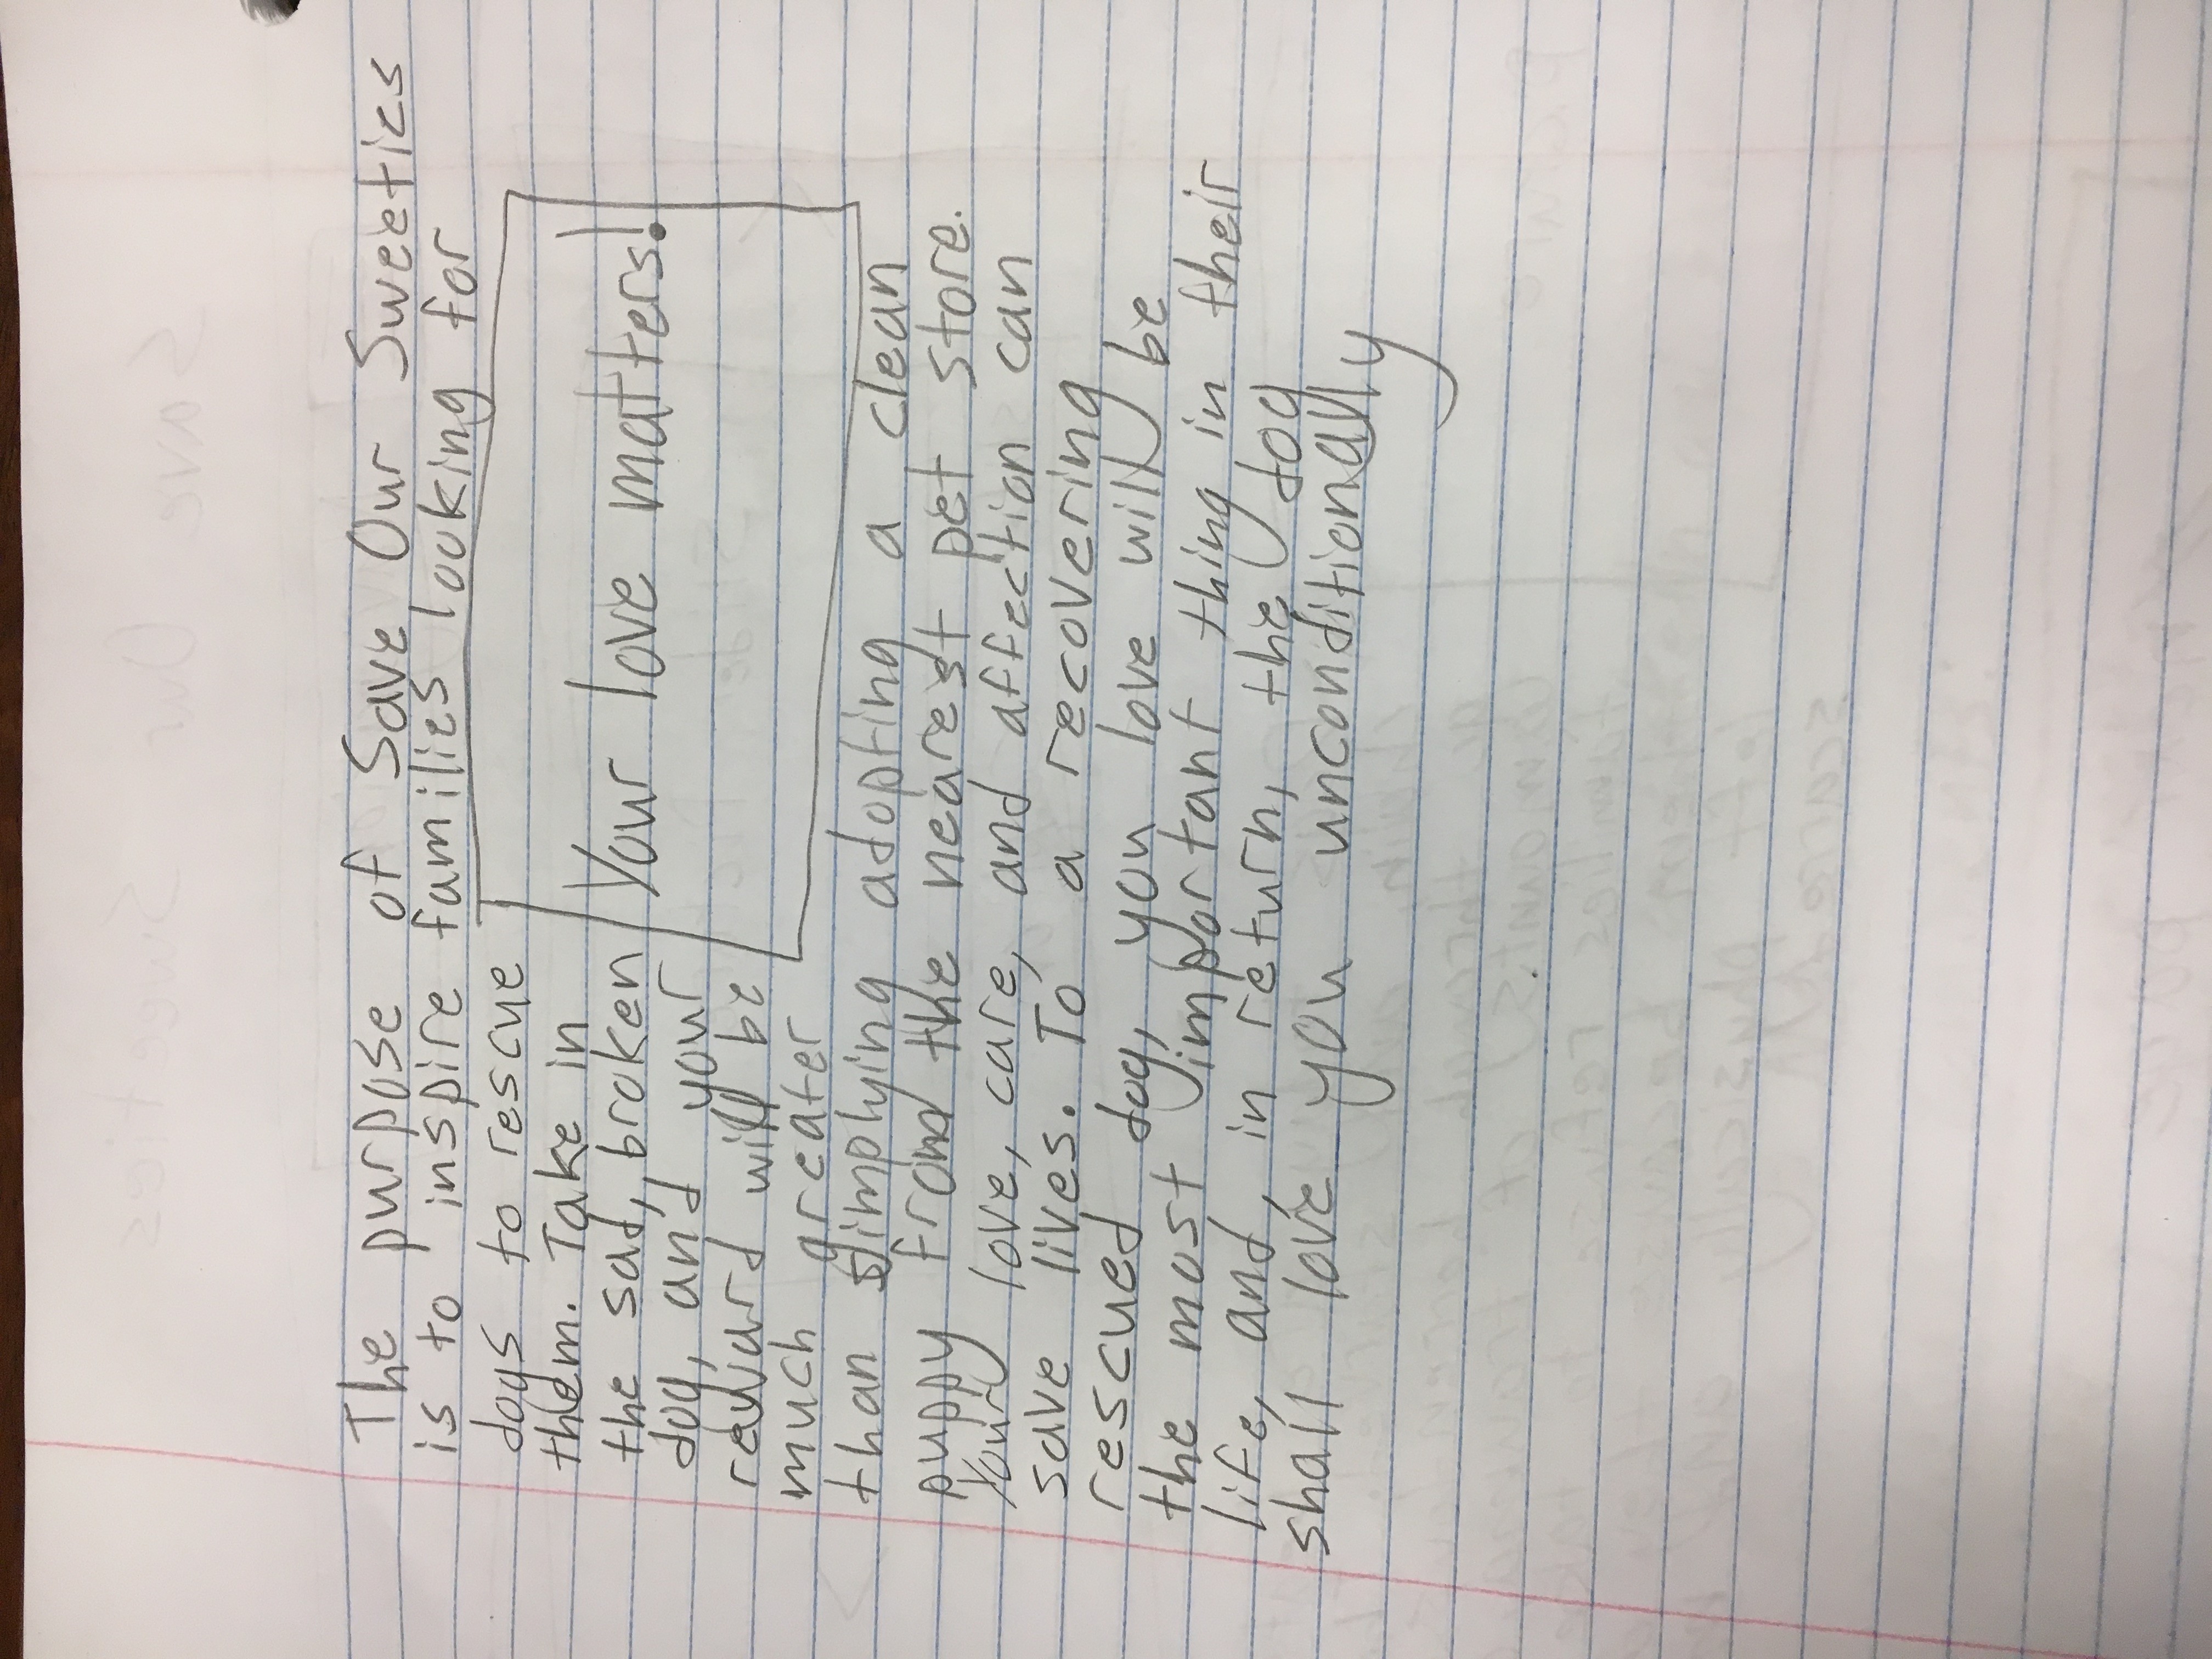 The purpose of Save Our Sweeties
is to inspire families looking for
dogs to rescue
them. Take in
the sad, broken
dog, and your
reward will be
much greater
Your love matters!
than simplying adopting a clean
puppy from the nearest pet store.
Your love, care, and affection can
save lives. To a recovering
rescued dog, you love will be
the most important thing in their
life, and, in return, the dog
shall love you unconditionally